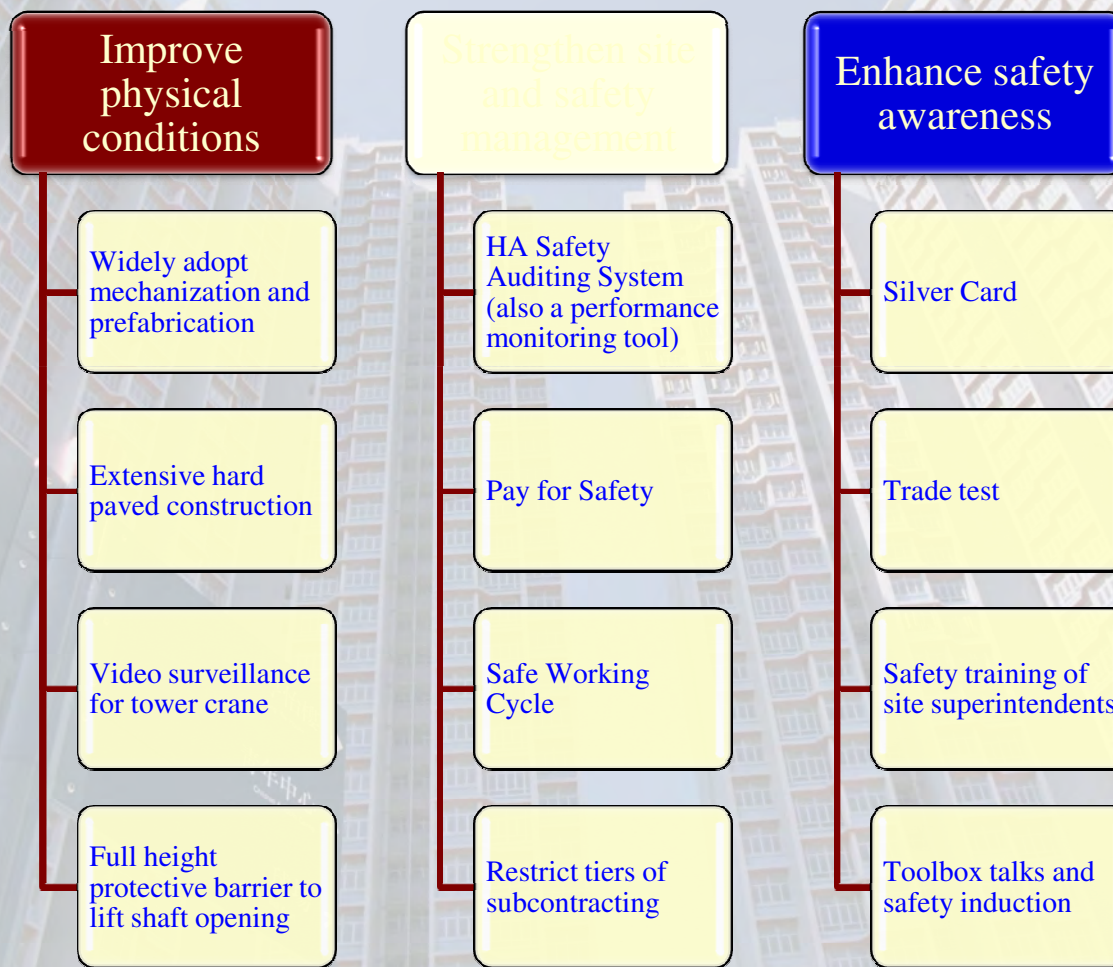 Improve
physical
conditions
Widely adopt
mechanization and
prefabrication
Extensive hard
paved construction
Video surveillance
for tower crane
Full height
protective barrier to
lift shaft opening
Strengthen site
and safety
management
HA Safety
Auditing System
(also a performance
monitoring tool)
Pay for Safety
Safe Working
Cycle
Restrict tiers of
subcontracting
Enhance safety
awareness
Silver Card
Trade test
Safety training of
site superintendents
Toolbox talks and
safety induction